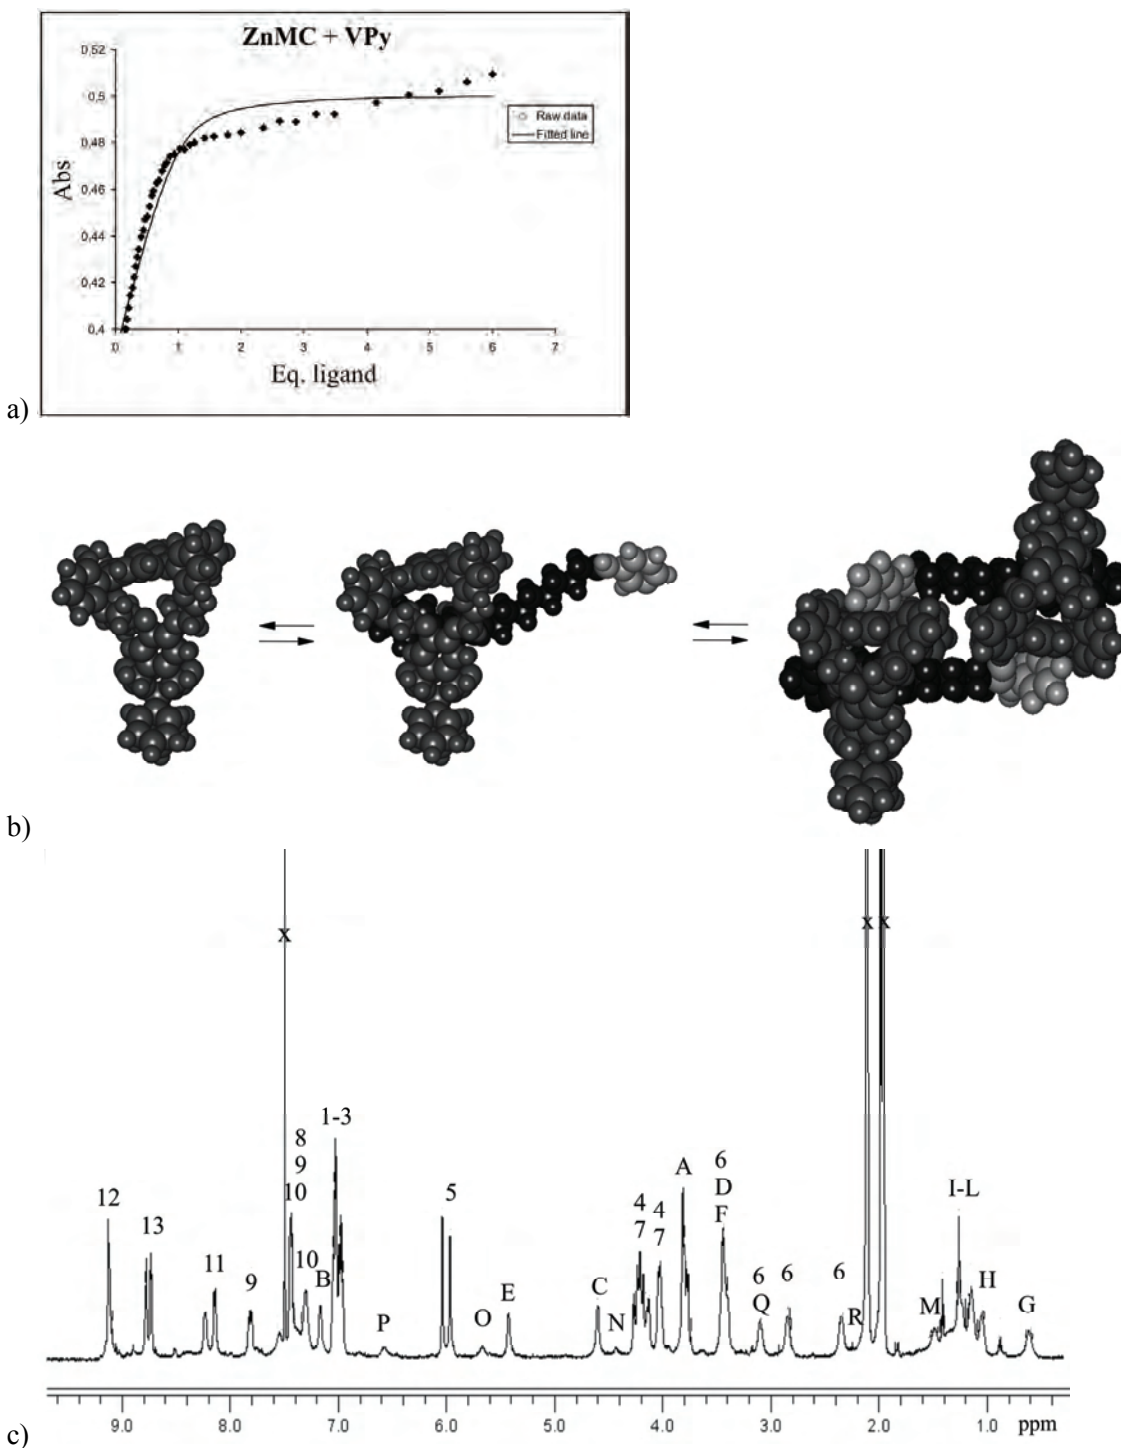 ZnMC + VPy
0,52
0,5
0,48
0,46
0,44
0,42
0,4
Abs
Raw data
Fitted line
0 1 2 3 4 5 6 7
Eq. ligand
a)
b)
x
x x
1-3
8
9
10
A
6
D
F
12
13
5
4
7
4
7
I-L
11
9
10
B
P
O
E
C
N
6
Q
6
6
R
M
H
G
9.0 8.0 7.0 6.0 5.0 4.0 3.0 2.0 1.0 ppm
c)